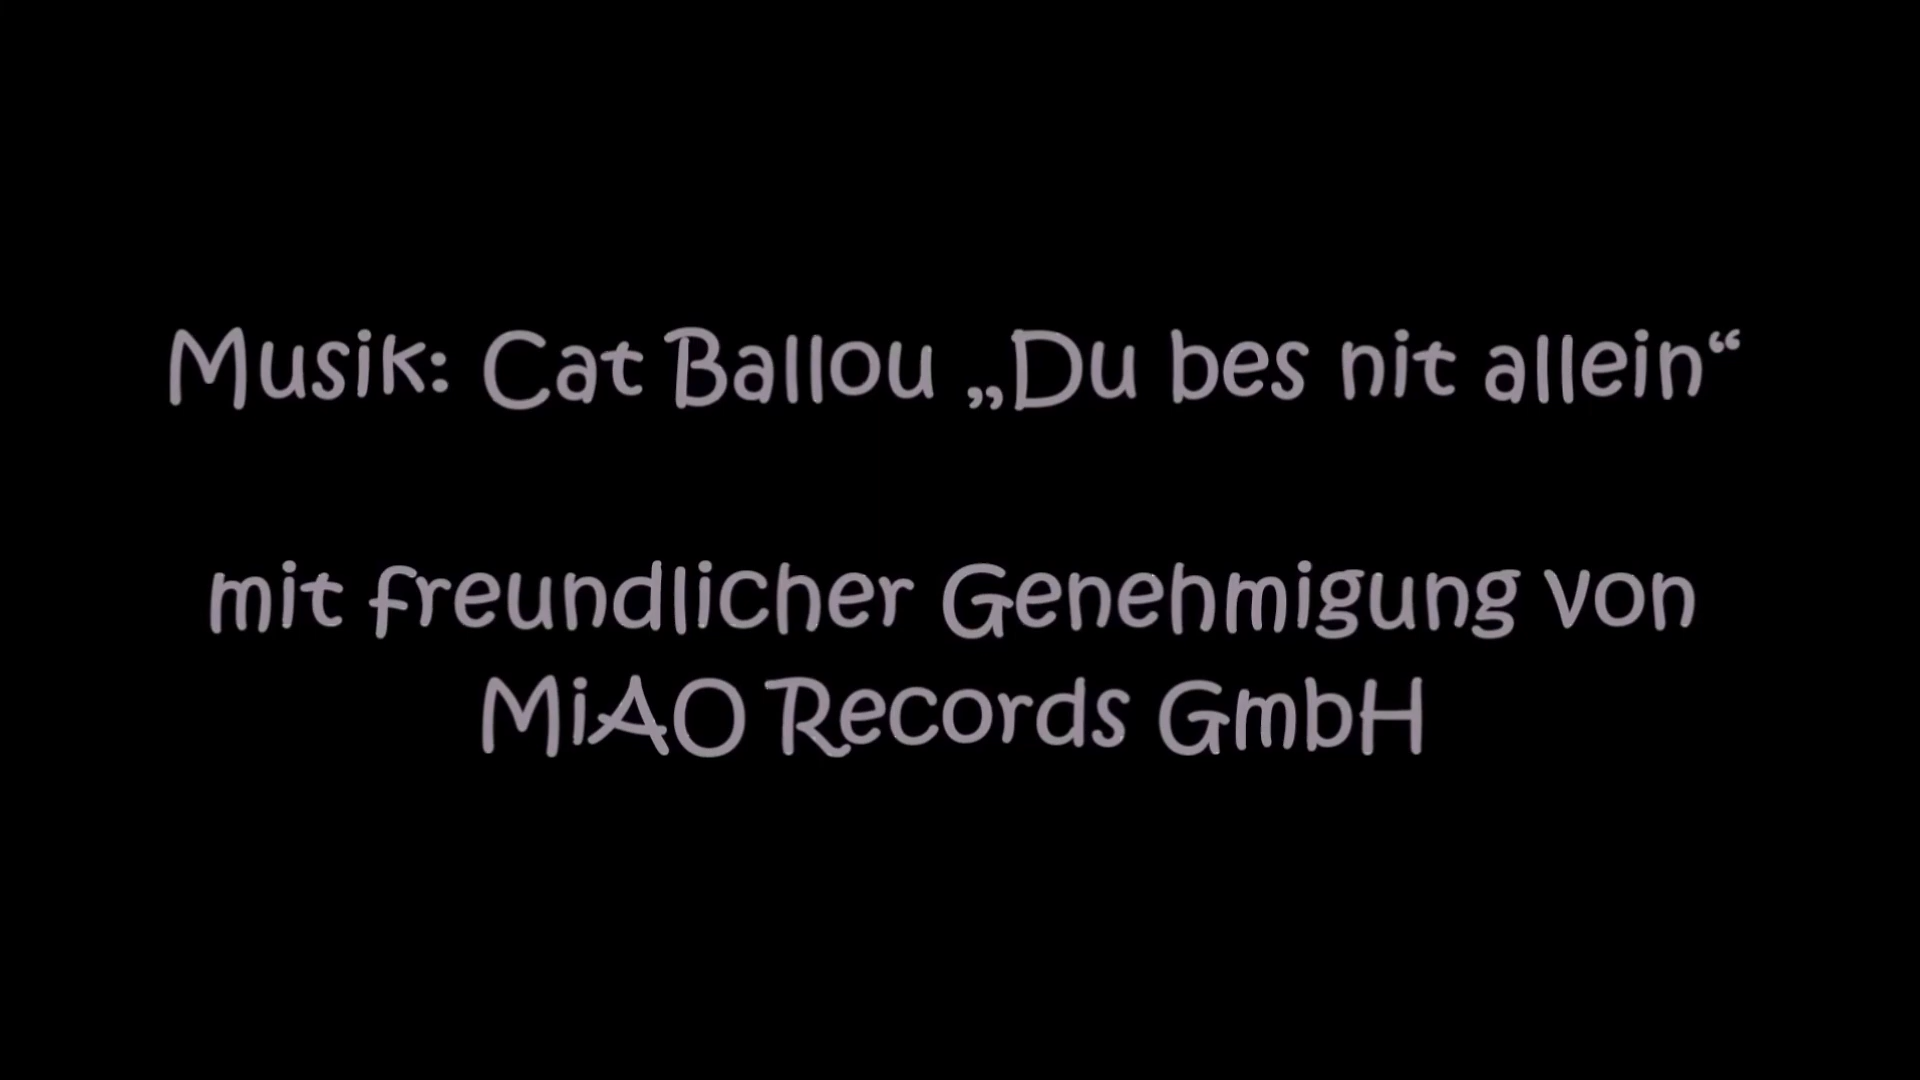 Musik: Cat Ballou „Du bes nit allein“
mit freundlicher Genehmigung von
MiAO Records GmbH